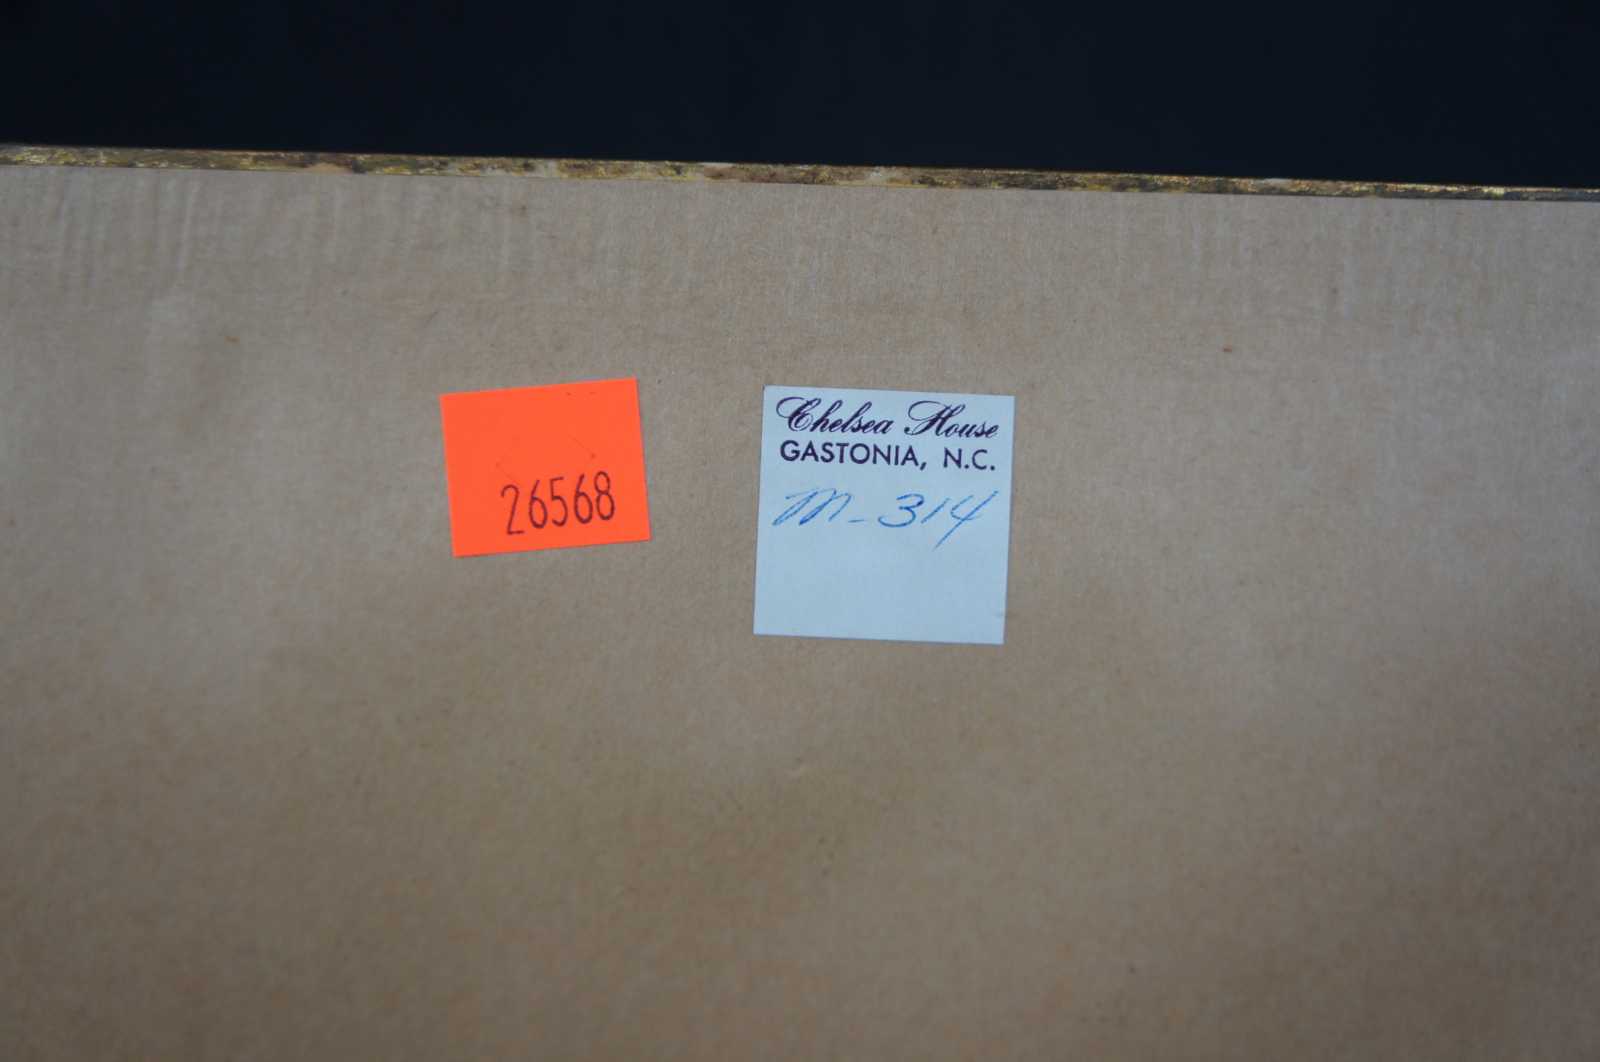 26568
Chelsea House
GASTONIA, N.C.
M-314